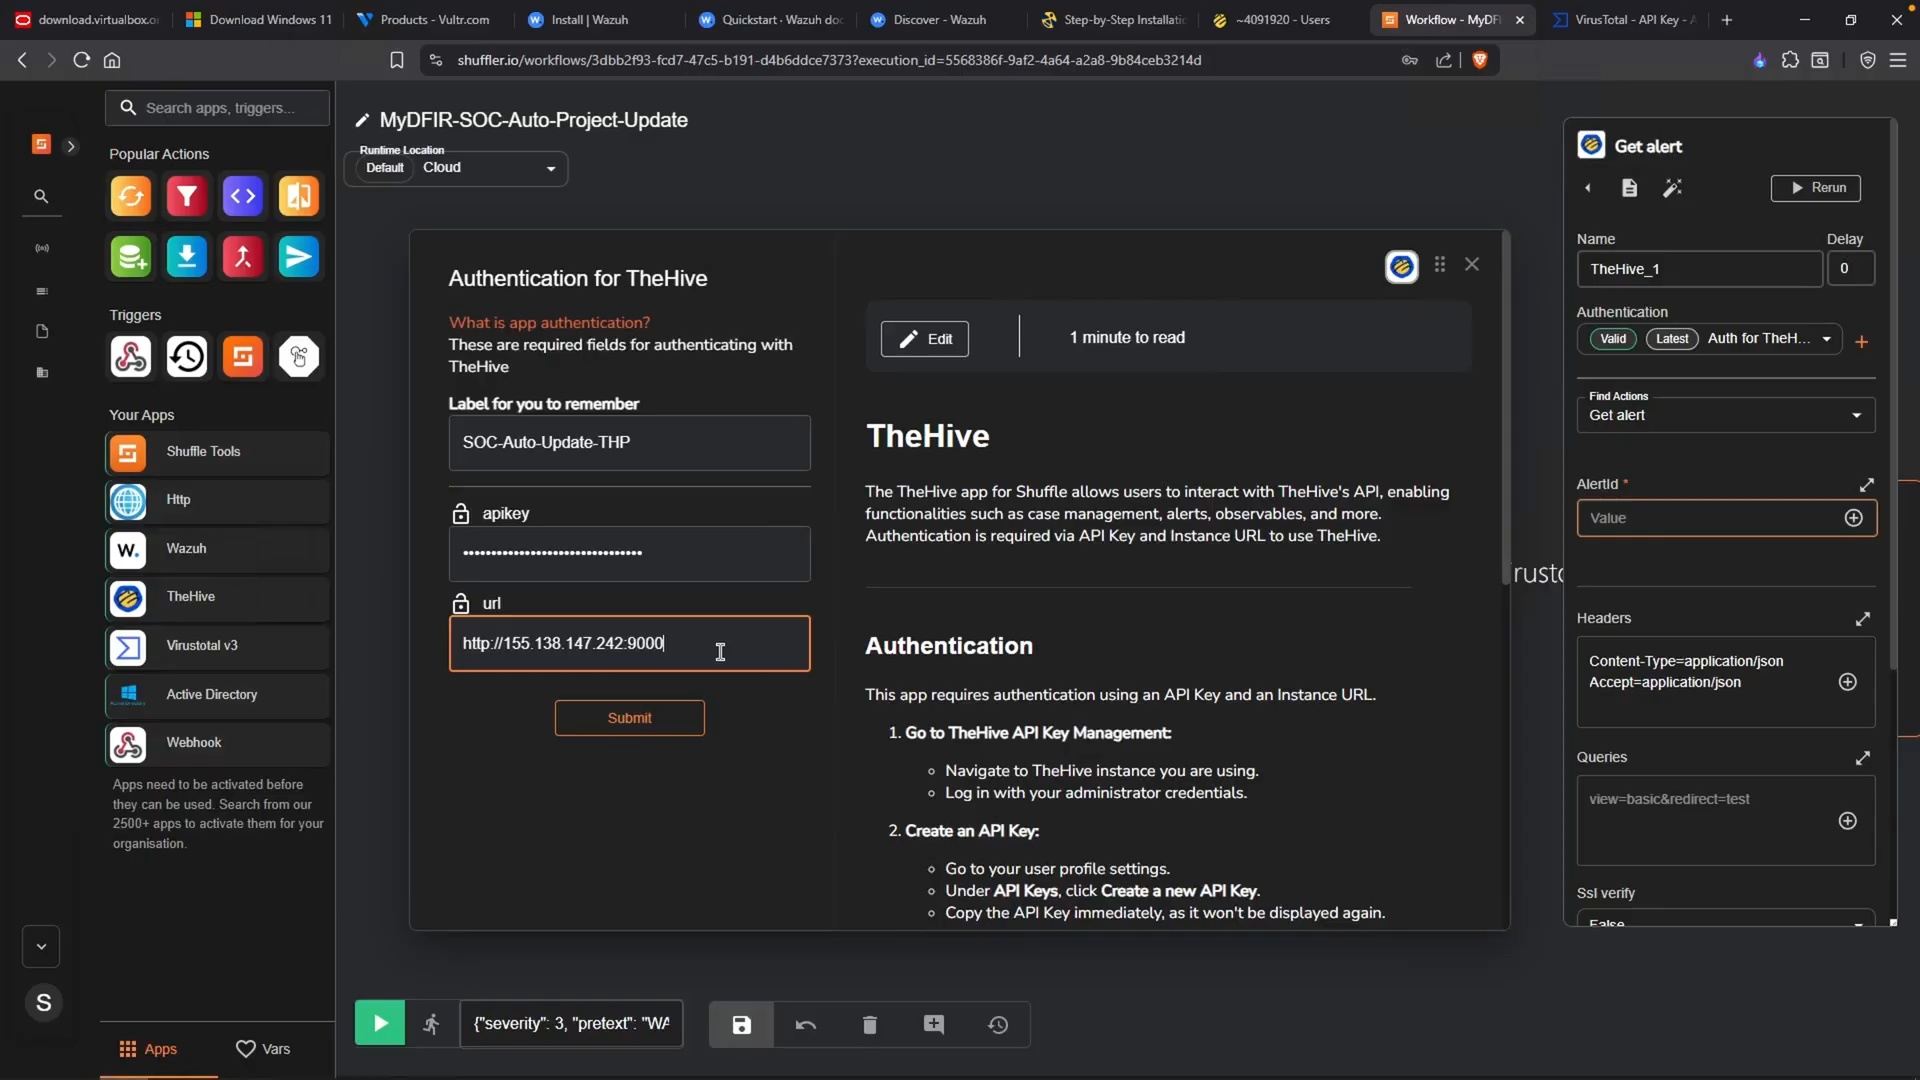 download.virtualbox.or
Download Windows 11
Products - Vultr.com
Install | Wazuh
Quickstart · Wazuh doc
Discover - Wazuh
Step-by-Step Installatic
~4091920 - Users
Workflow - MyDF
VirusTotal - API Key - A
shuffler.io/workflows/3dbb2f93-fcd7-47c5-b191-d4b6ddce7373?execution_id=5568386f-9af2-4a64-a2a8-9b84ceb3214d
Search apps, triggers...
Popular Actions
Triggers
Your Apps
Shuffle Tools
Http
W. Wazuh
TheHive
Virustotal v3
Active Directory
Webhook
Apps need to be activated before
they can be used. Search from our
2500+ apps to activate them for your
organisation.
S
Apps
Vars
MyDFIR-SOC-Auto-Project-Update
Runtime Location
Default Cloud
Authentication for TheHive
What is app authentication?
These are required fields for authenticating with
TheHive
Label for you to remember
SOC-Auto-Update-THP
apikey
••••••••••••••••••••••••••••••••
url
http://155.138.147.242:9000
Submit
Edit
1 minute to read
TheHive
The TheHive app for Shuffle allows users to interact with TheHive's API, enabling
functionalities such as case management, alerts, observables, and more.
Authentication is required via API Key and Instance URL to use TheHive.
Authentication
This app requires authentication using an API Key and an Instance URL.
1. Go to TheHive API Key Management:
Navigate to TheHive instance you are using.
Log in with your administrator credentials.
2. Create an API Key:
Go to your user profile settings.
Under API Keys, click Create a new API Key.
Copy the API Key immediately, as it won't be displayed again.
{"severity": 3, "pretext": "WA
irusto
Get alert
Rerun
Name
Delay
TheHive_1
0
Authentication
Valid Latest Auth for TheH...
Find Actions
Get alert
AlertId *
Value
Headers
Content-Type=application/json
Accept=application/json
Queries
view=basic&redirect=test
Ssl verify
False